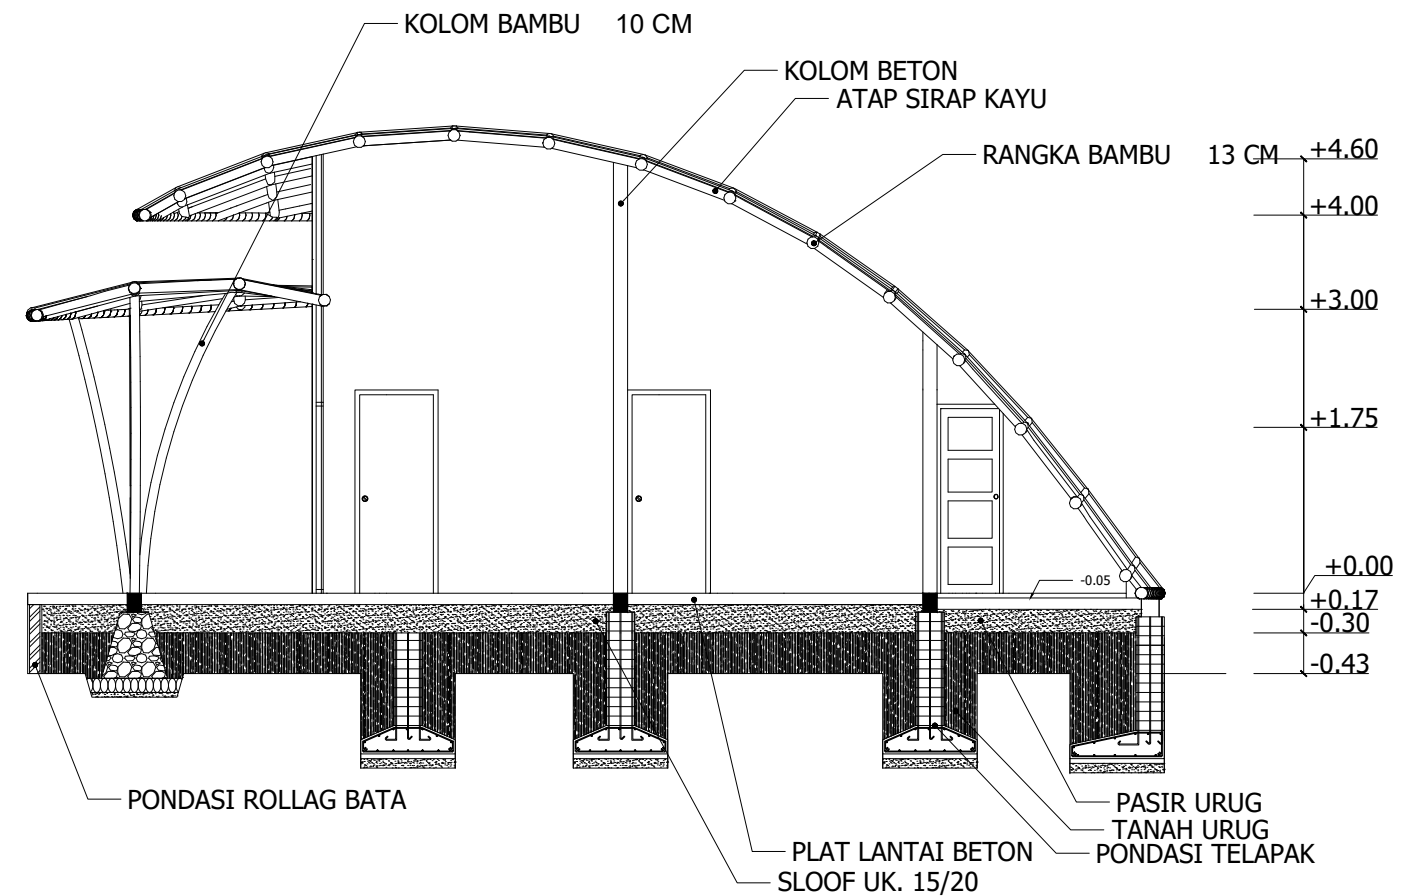 KOLOM BAMBU 10 CM
KOLOM BETON
ATAP SIRAP KAYU
RANGKA BAMBU 13 CM
+4.60
+4.00
+3.00
+1.75
+0.00
-0.05
+0.17
-0.30
-0.43
PONDASI ROLLAG BATA
PASIR URUG
TANAH URUG
PLAT LANTAI BETON
PONDASI TELAPAK
SLOOF UK. 15/20